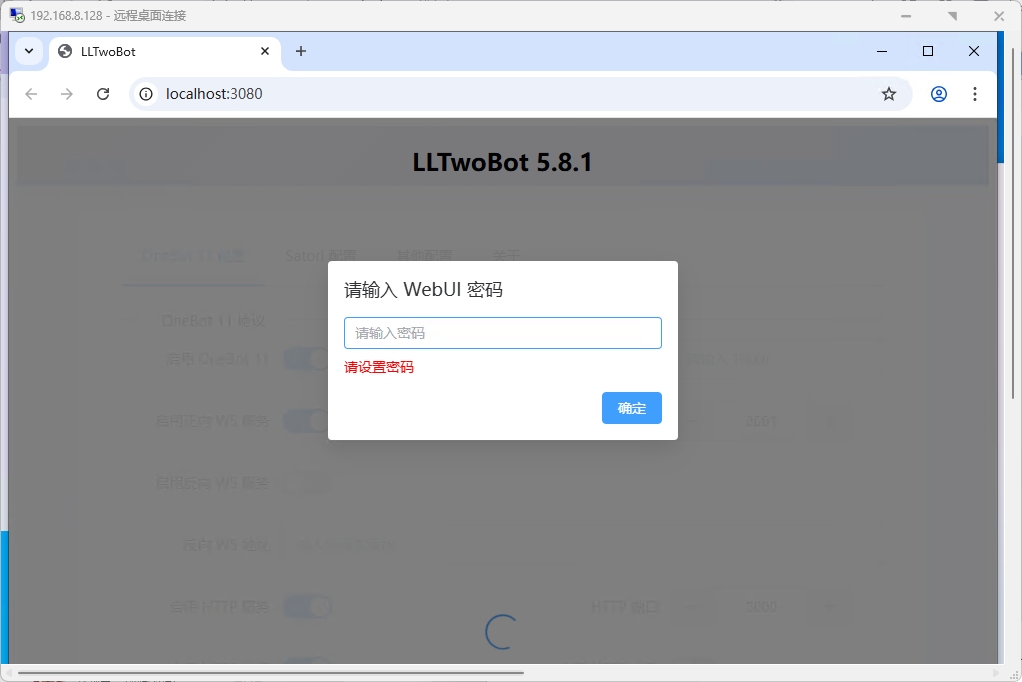 192.168.8.128 - 远程桌面连接
LLTwoBot
localhost:3080
LLTwoBot 5.8.1
OneBot 11 配置 Satori 配置 其他配置 关于
OneBot 11 协议
启用 OneBot 11
请输入 WebUI 密码
请输入密码
请设置密码
确定
启用正向 WS 服务
3001
启用反向 WS 服务
反向 WS 地址
启用 HTTP 服务
HTTP 端口
3000